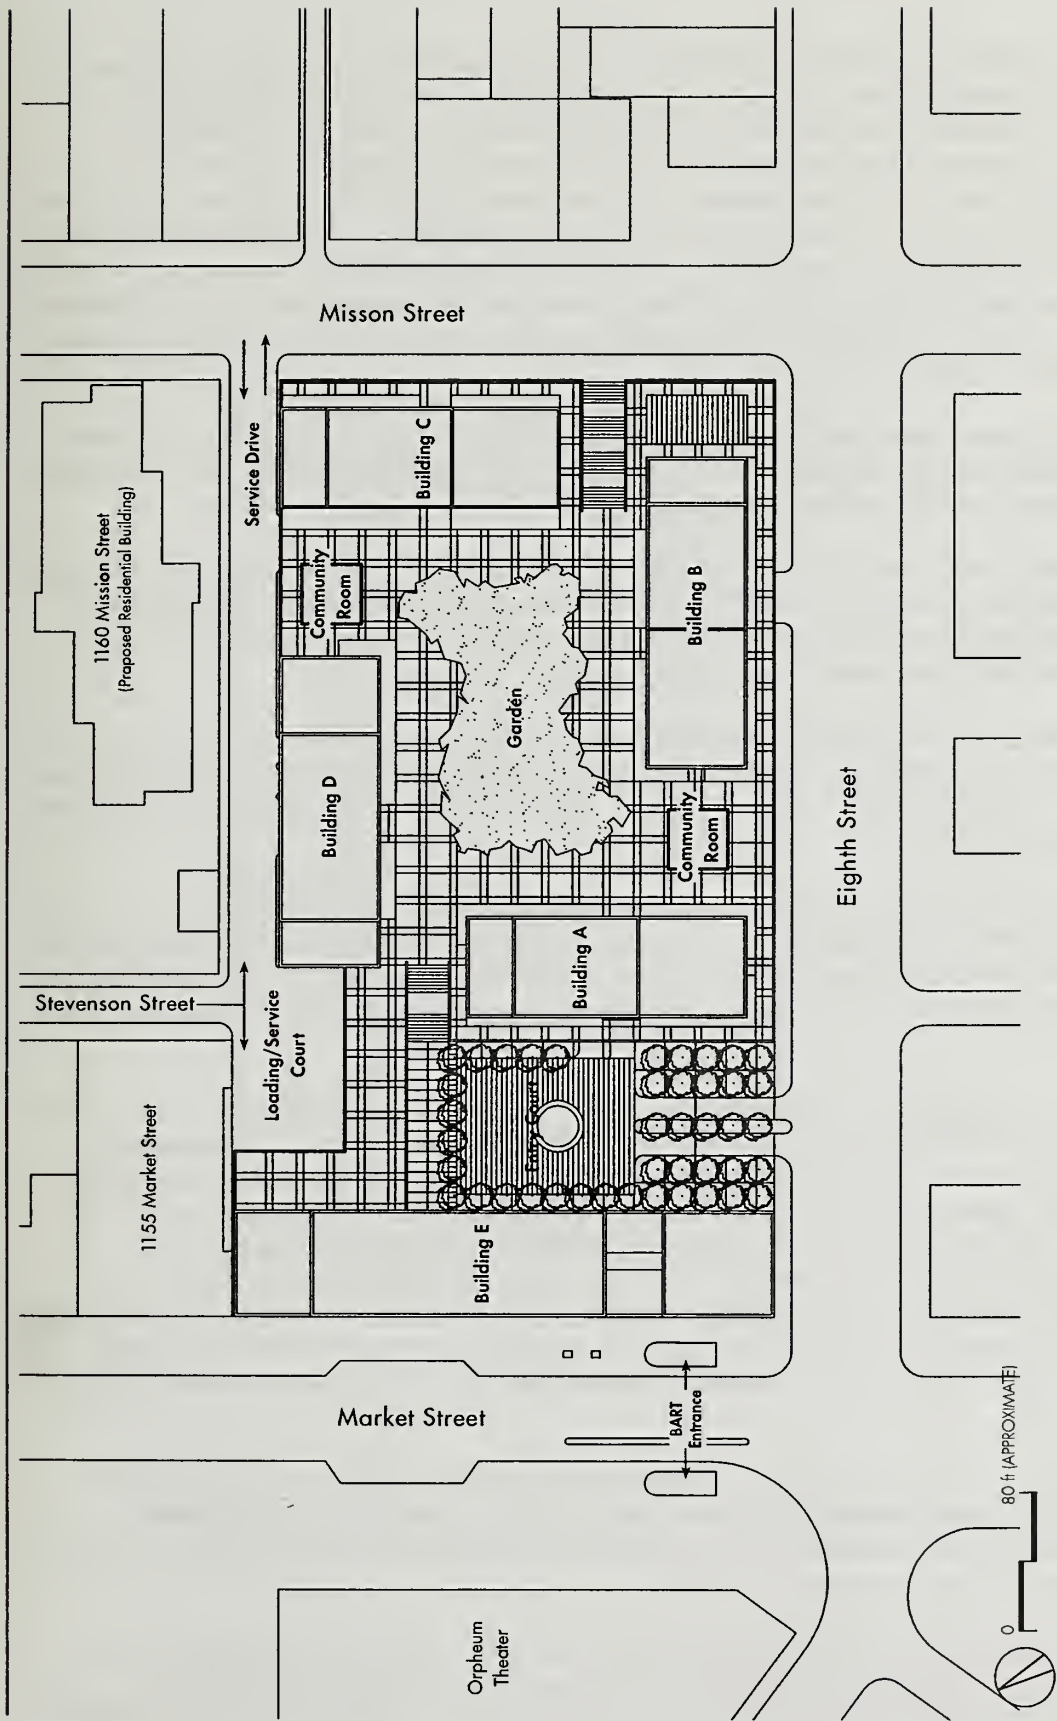 Misson Street
1160 Mission Street
(Proposed Residential Building)
Service Drive
Building C
Community
Room
Building B
Garden
Building D
Community
Room
Eighth Street
Building A
Stevenson Street
Loading/Service
Court
Entry Court
1155 Market Street
Building E
Market Street
BART
Entrance
Orpheum
Theater
0
80 ft (APPROXIMATE)